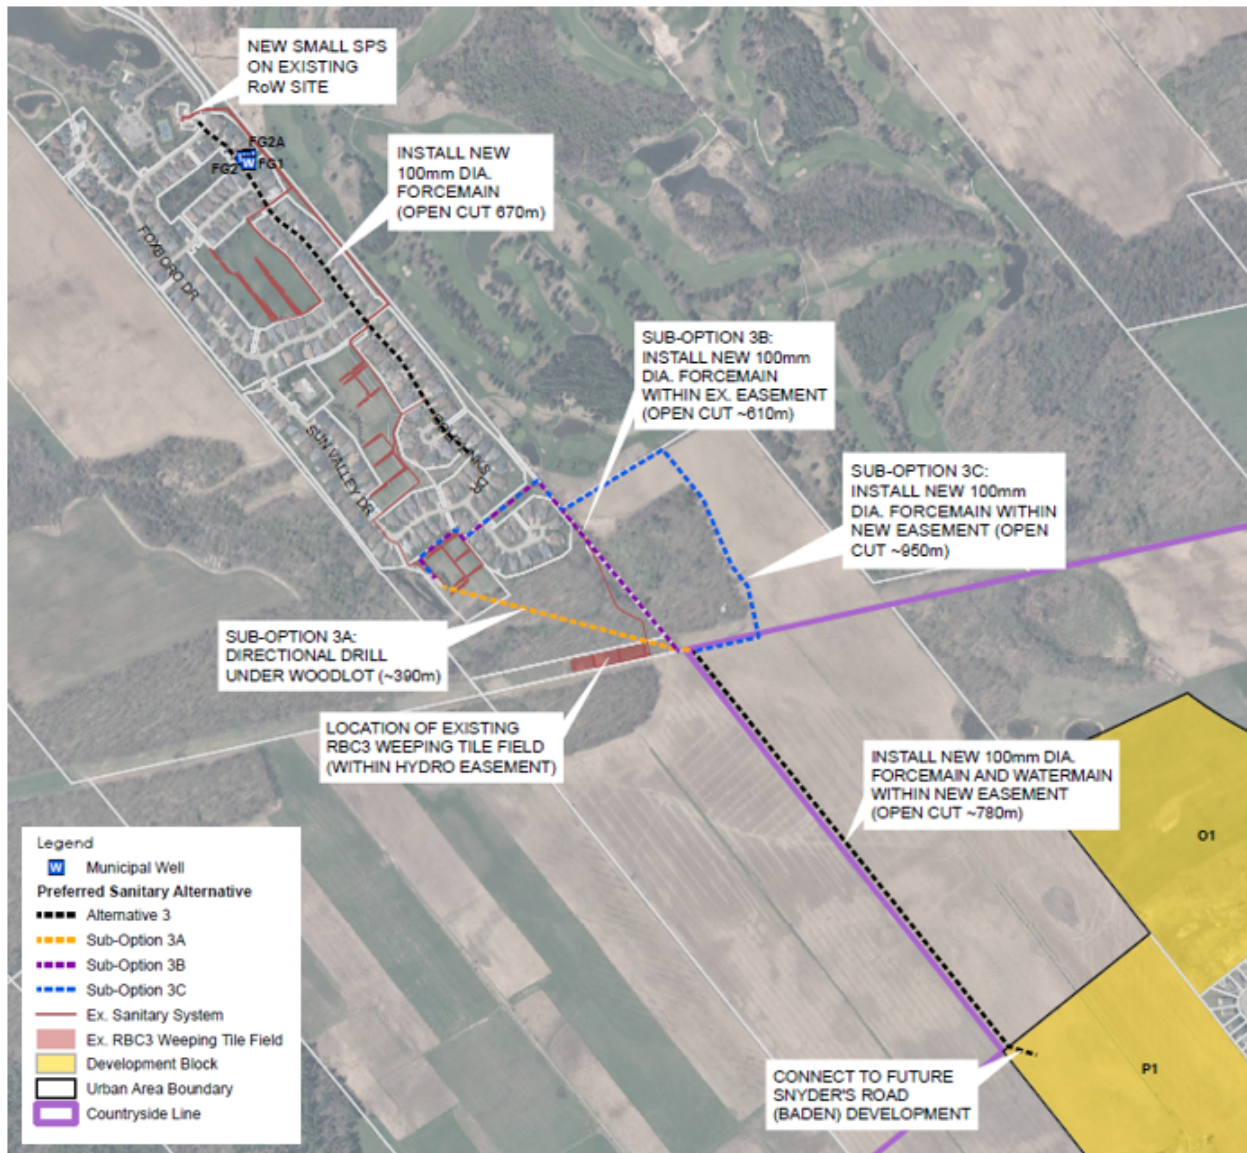 NEW SMALL SPS
ON EXISTING
RoW SITE
FG2A
W
FG1
FG2
INSTALL NEW
100mm DIA.
FORCEMAIN
(OPEN CUT 670m)
FOXBORO DR
SUB-OPTION 3B:
INSTALL NEW 100mm
DIA. FORCEMAIN
WITHIN EX. EASEMENT
(OPEN CUT ~610m)
SUN VALLEY DR
DR
SUB-OPTION 3C:
INSTALL NEW 100mm
DIA. FORCEMAIN WITHIN
NEW EASEMENT (OPEN
CUT ~950m)
SUB-OPTION 3A:
DIRECTIONAL DRILL
UNDER WOODLOT (~390m)
LOCATION OF EXISTING
RBC3 WEEPING TILE FIELD
(WITHIN HYDRO EASEMENT)
INSTALL NEW 100mm DIA.
FORCEMAIN AND WATERMAIN
WITHIN NEW EASEMENT
(OPEN CUT ~780m)
O1
P1
CONNECT TO FUTURE
SNYDER'S ROAD
(BADEN) DEVELOPMENT
Legend
W Municipal Well
Preferred Sanitary Alternative
Alternative 3
Sub-Option 3A
Sub-Option 3B
Sub-Option 3C
Ex. Sanitary System
Ex. RBC3 Weeping Tile Field
Development Block
Urban Area Boundary
Countryside Line